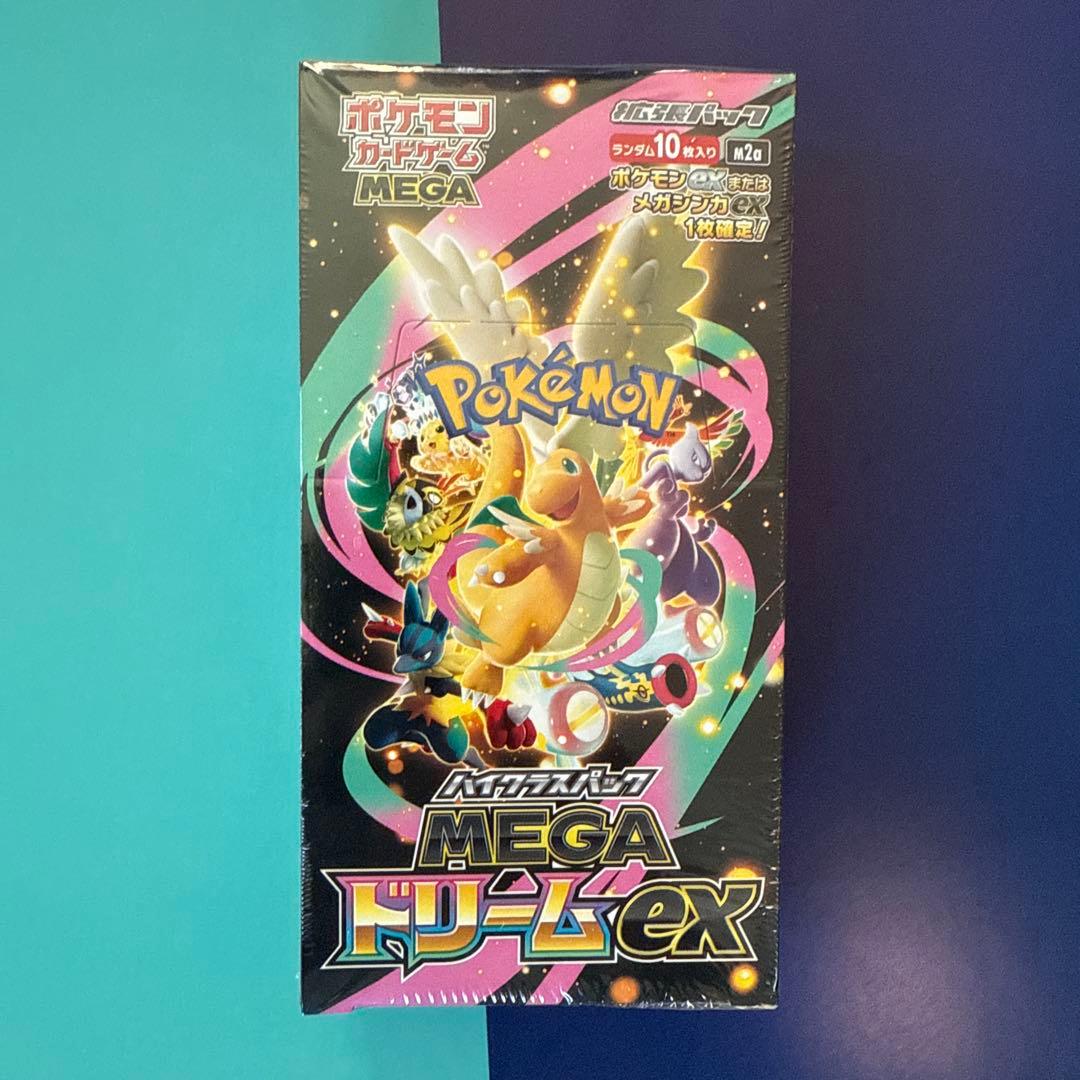 ポケモン
カードゲーム
MEGA
拡張パック
ランダム10枚入り M2a
ポケモンexまたは
メガシンカex
1枚確定!
POKéMON
ハイクラスパック
MEGA
ドリームex